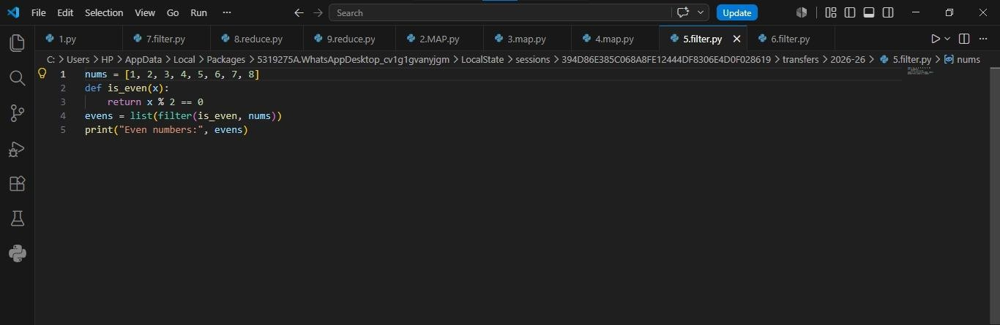 File Edit Selection View Go Run ··· Search Update
1.py 7.filter.py 8.reduce.py 9.reduce.py 2.MAP.py 3.map.py 4.map.py 5.filter.py 6.filter.py
C: > Users > HP > AppData > Local > Packages > 5319275A.WhatsAppDesktop_cv1g1gvanyjgm > LocalState > sessions > 394D86E385C068A8FE12444DF8306E4D0F028619 > transfers > 2026-26 > 5.filter.py > nums
1 nums = [1, 2, 3, 4, 5, 6, 7, 8]
2 def is_even(x):
3     return x % 2 == 0
4 evens = list(filter(is_even, nums))
5 print("Even numbers:", evens)